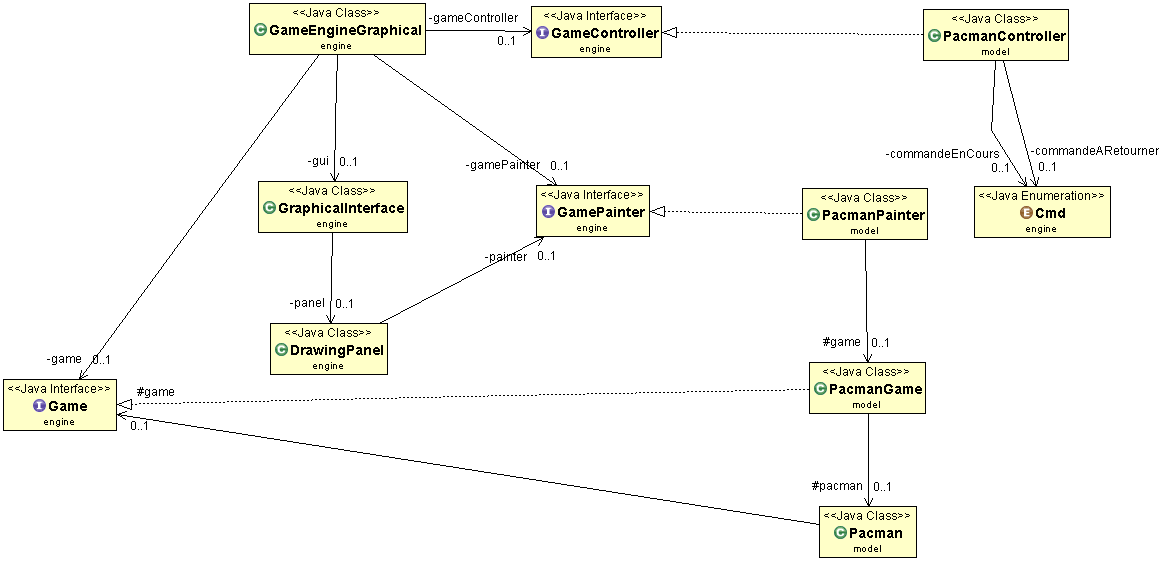 <<Java Class>>
GameEngineGraphical
engine
-gameController
0..1
<<Java Interface>>
GameController
engine
<<Java Class>>
PacmanController
model
-gui
0..1
-gamePainter
0..1
-commandeEnCours
0..1
-commandeARetourner
0..1
<<Java Class>>
GraphicalInterface
engine
<<Java Interface>>
GamePainter
engine
<<Java Class>>
PacmanPainter
model
<<Java Enumeration>>
Cmd
engine
-painter
0..1
-panel
0..1
<<Java Class>>
DrawingPanel
engine
#game
0..1
-game
0..1
<<Java Interface>>
Game
engine
#game
0..1
<<Java Class>>
PacmanGame
model
#pacman
0..1
<<Java Class>>
Pacman
model